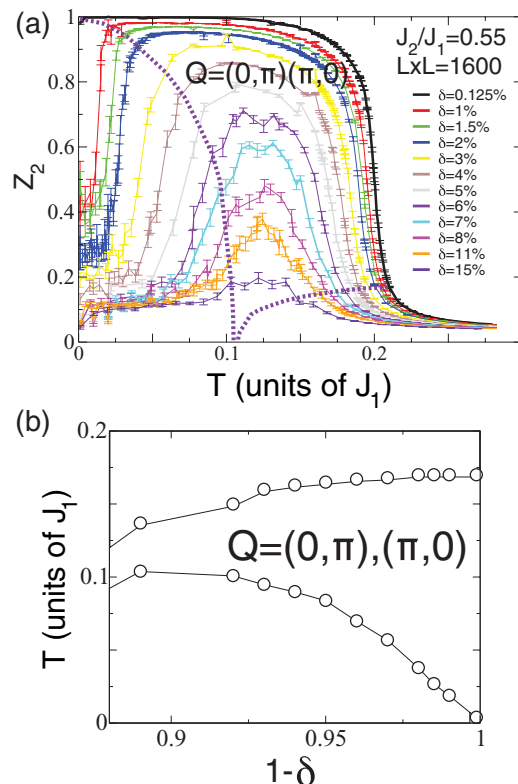 (a)
1
0.8
0.6
0.4
0.2
0
Z2
Q=(0,π)(π,0)
J2/J1=0.55
LxL=1600
δ=0.125%
δ=1%
δ=1.5%
δ=2%
δ=3%
δ=4%
δ=5%
δ=6%
δ=7%
δ=8%
δ=11%
δ=15%
0 0.1 0.2
T (units of J1)
(b)
0.2
0.1
0
T (units of J1)
Q=(0,π),(π,0)
0.9 0.95 1
1-δ